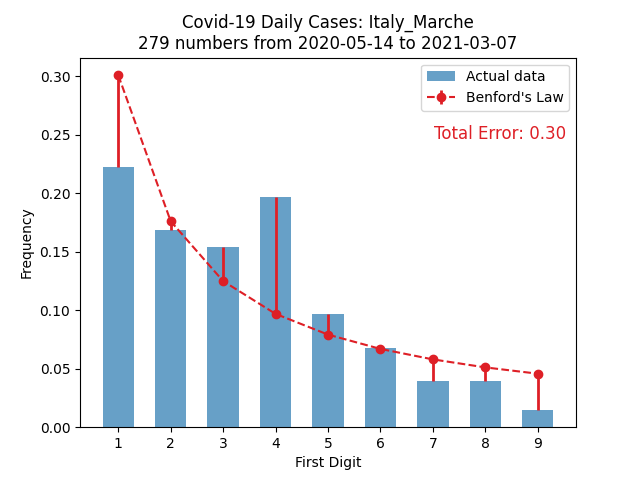 Covid-19 Daily Cases: Italy_Marche
279 numbers from 2020-05-14 to 2021-03-07
Actual data
Benford's Law
Total Error: 0.30
Frequency
0.30
0.25
0.20
0.15
0.10
0.05
0.00
1 2 3 4 5 6 7 8 9
First Digit